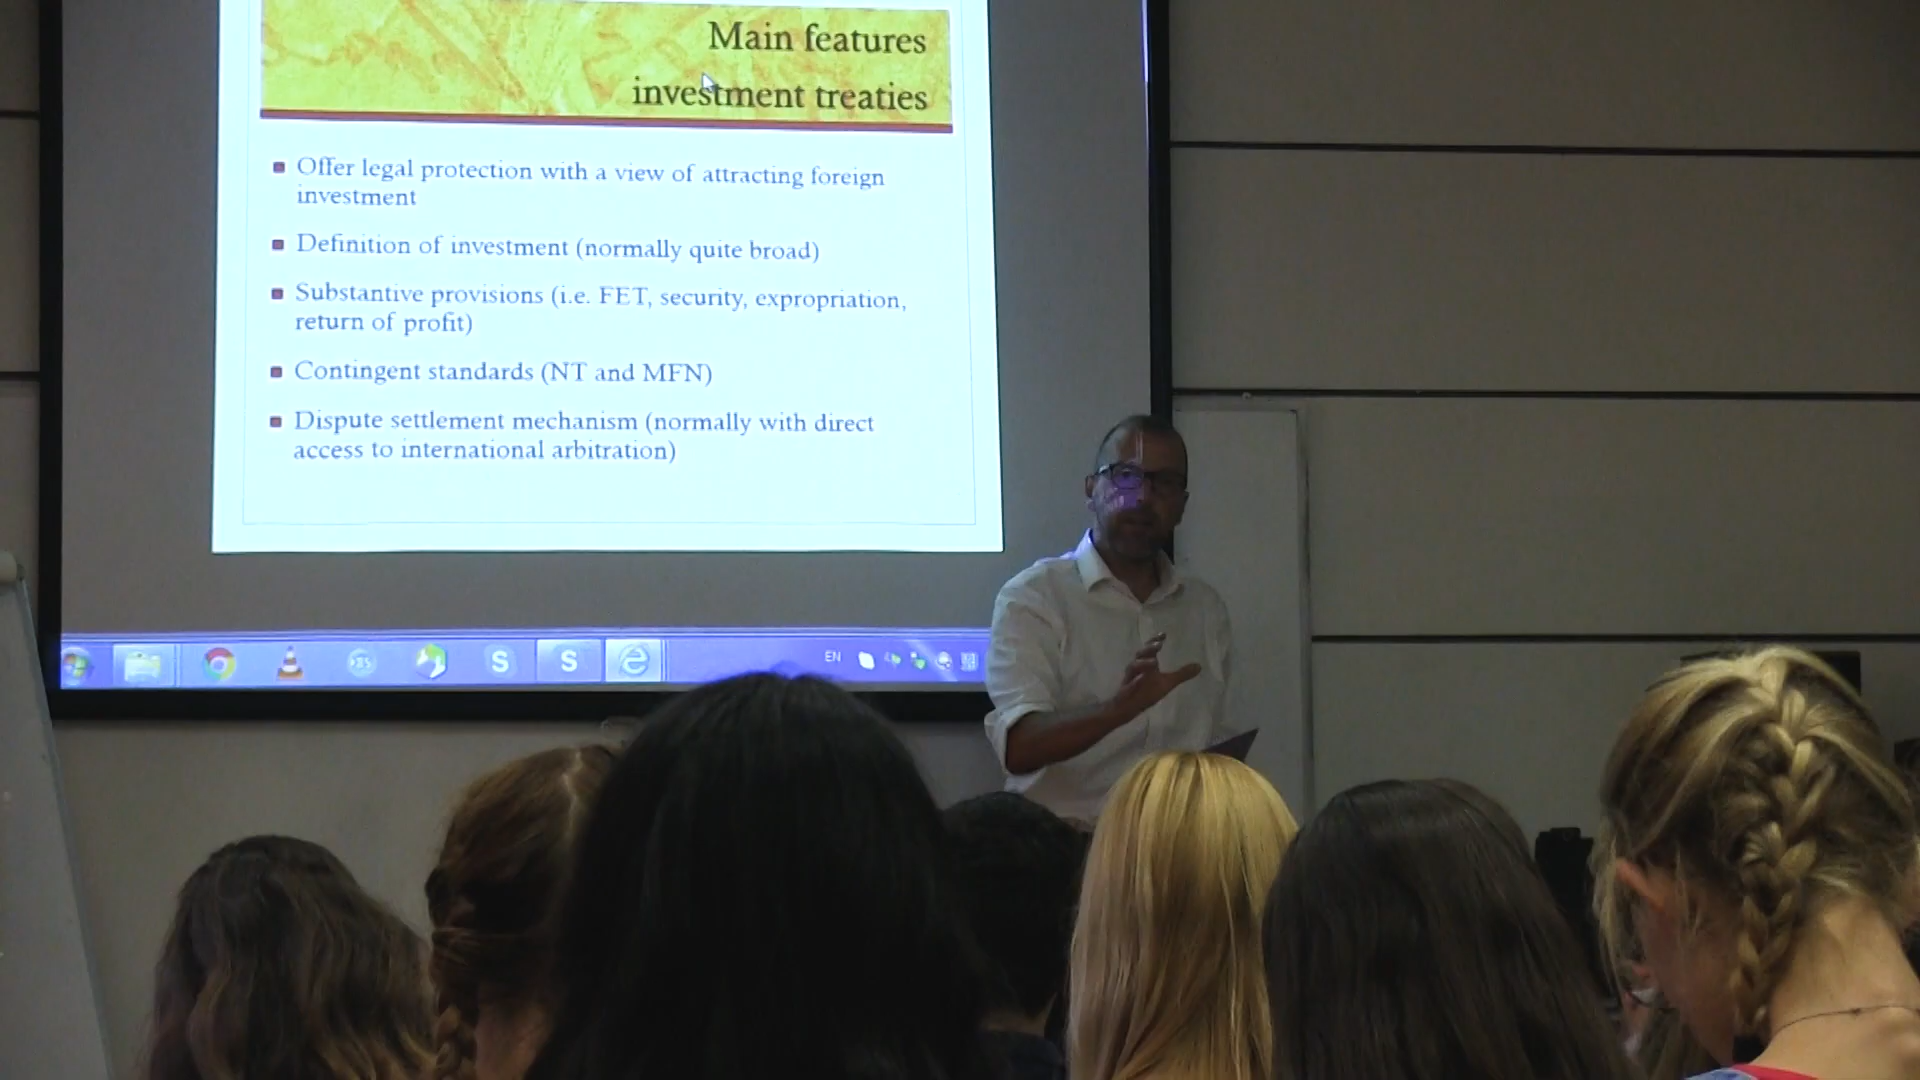 Main features
investment treaties
Offer legal protection with a view of attracting foreign
investment
Definition of investment (normally quite broad)
Substantive provisions (i.e. FET, security, expropriation,
return of profit)
Contingent standards (NT and MFN)
Dispute settlement mechanism (normally with direct
access to international arbitration)
S
S
EN